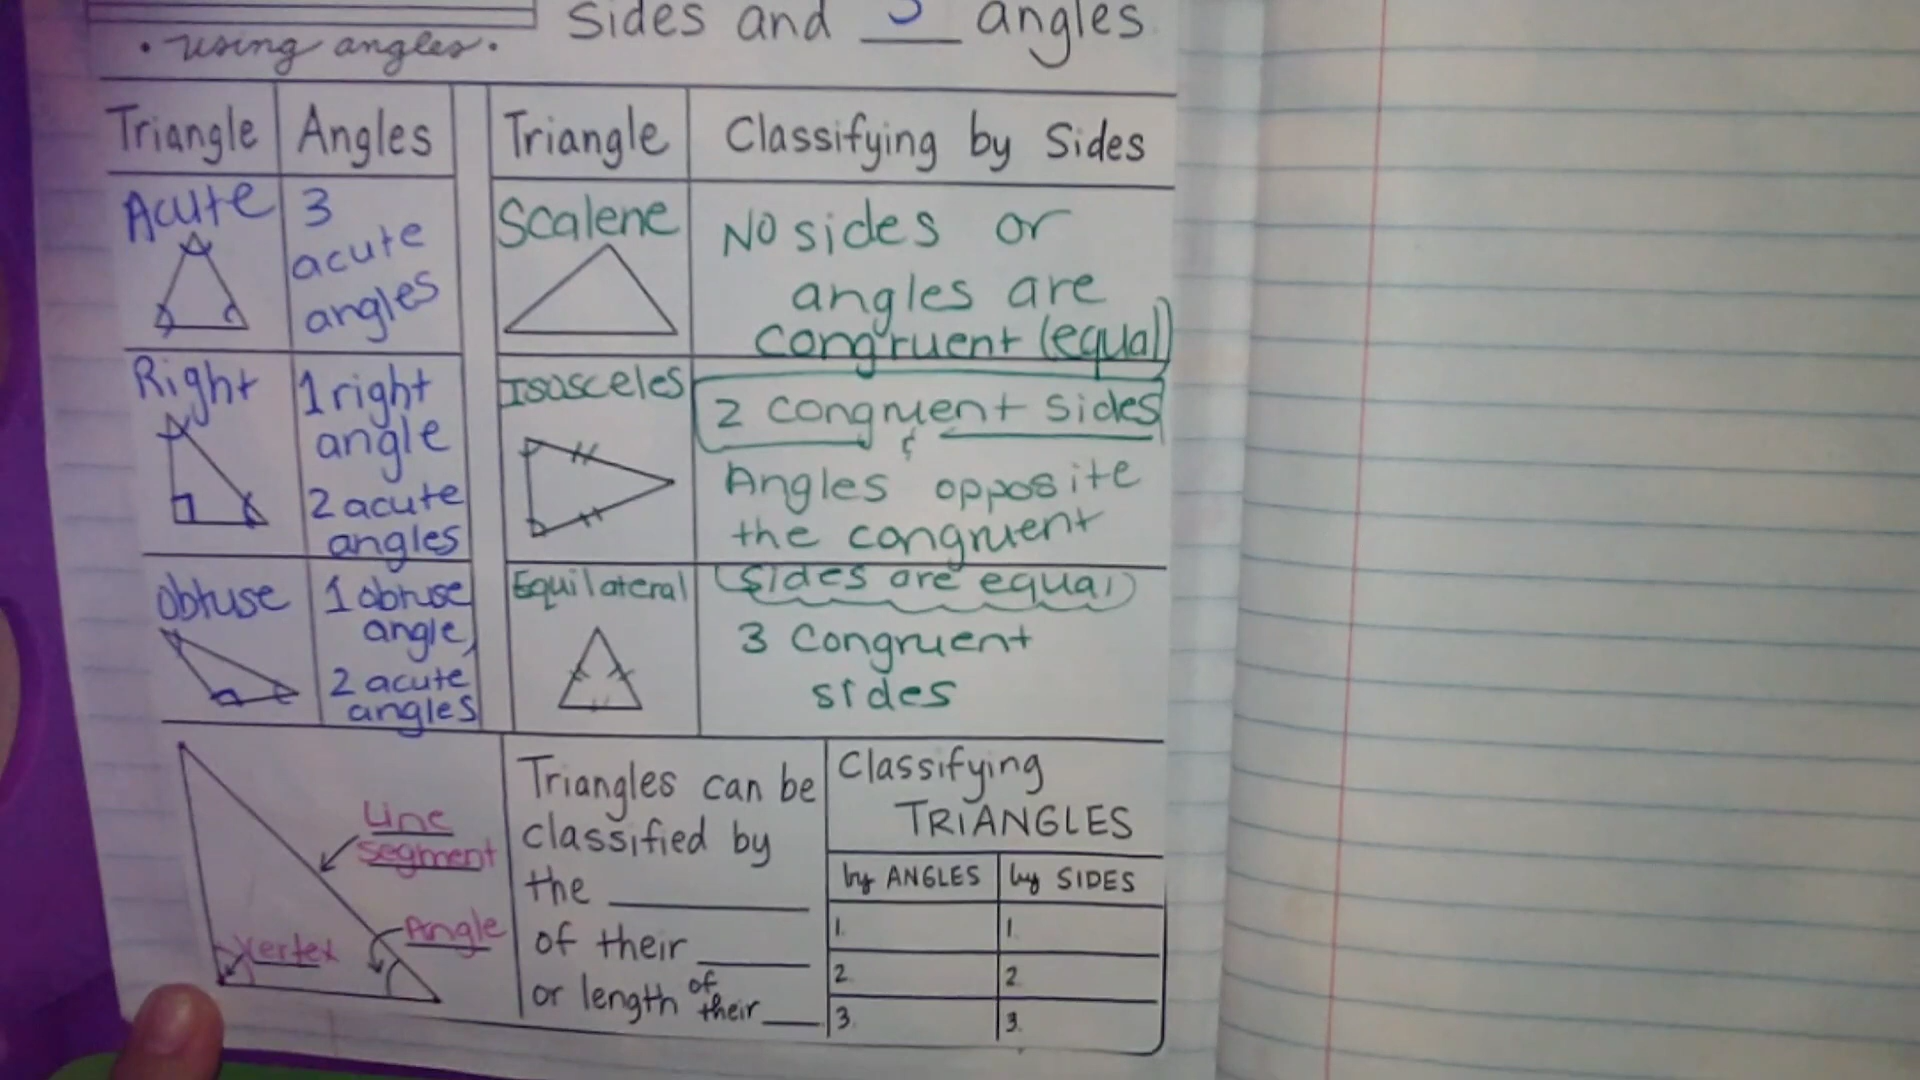 sides and 3 angles
• using angles •
Triangle Angles
Acute 3
acute
angles
Right 1 right
angle
2 acute
angles
obtuse 1 obtuse
angle,
2 acute
angles
Triangle Classifying by Sides
Scalene No sides or
angles are
congruent (equal)
Isosceles 2 congruent sides
&
Angles opposite
the congruent
sides are equal
Equilateral
3 congruent
sides
Line
segment
Angle
Vertex
Triangles can be
classified by
the ____
of their ____
or length of
their ____
Classifying
TRIANGLES
by ANGLES by SIDES
1. 1.
2 2
3. 3.